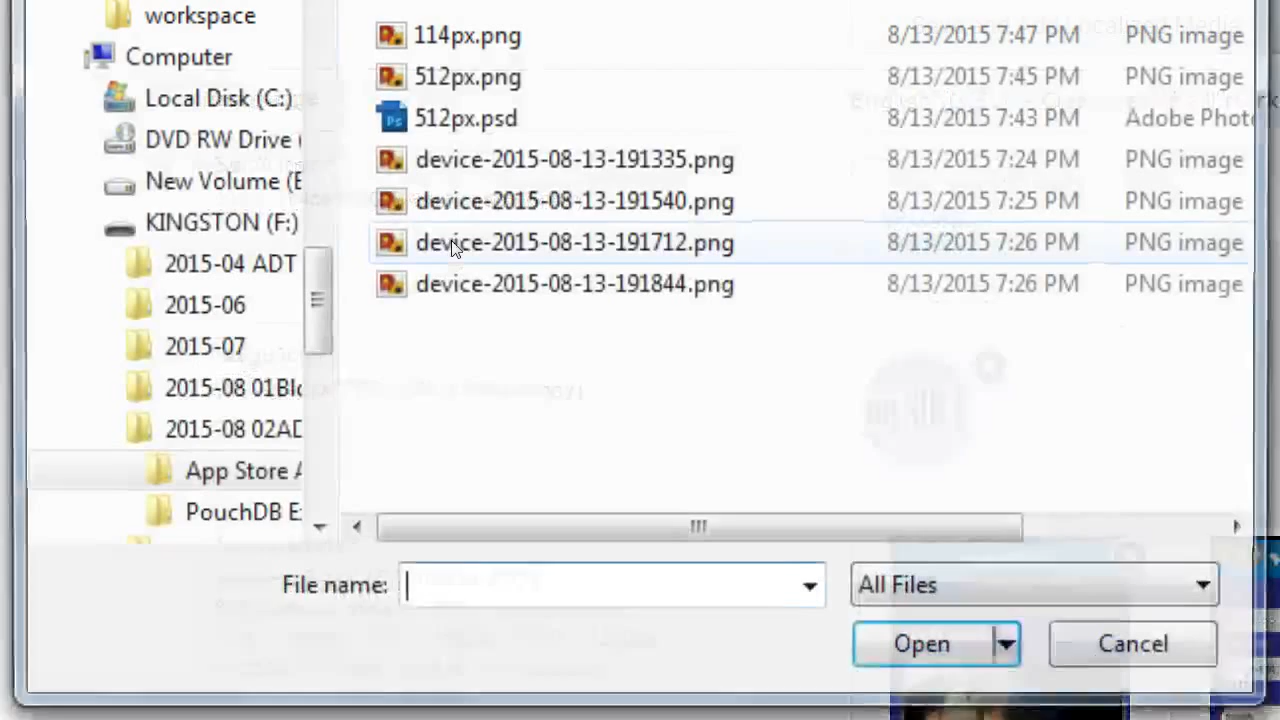 workspace
Computer
Local Disk (C:)
DVD RW Drive (
New Volume (E
KINGSTON (F:)
2015-04 ADT
2015-06
2015-07
2015-08 01Blo
2015-08 02AD
App Store A
PouchDB E
114px.png 8/13/2015 7:47 PM PNG image
512px.png 8/13/2015 7:45 PM PNG image
512px.psd 8/13/2015 7:43 PM Adobe Photo
device-2015-08-13-191335.png 8/13/2015 7:24 PM PNG image
device-2015-08-13-191540.png 8/13/2015 7:25 PM PNG image
device-2015-08-13-191712.png 8/13/2015 7:26 PM PNG image
device-2015-08-13-191844.png 8/13/2015 7:26 PM PNG image
File name:
All Files
Open
Cancel